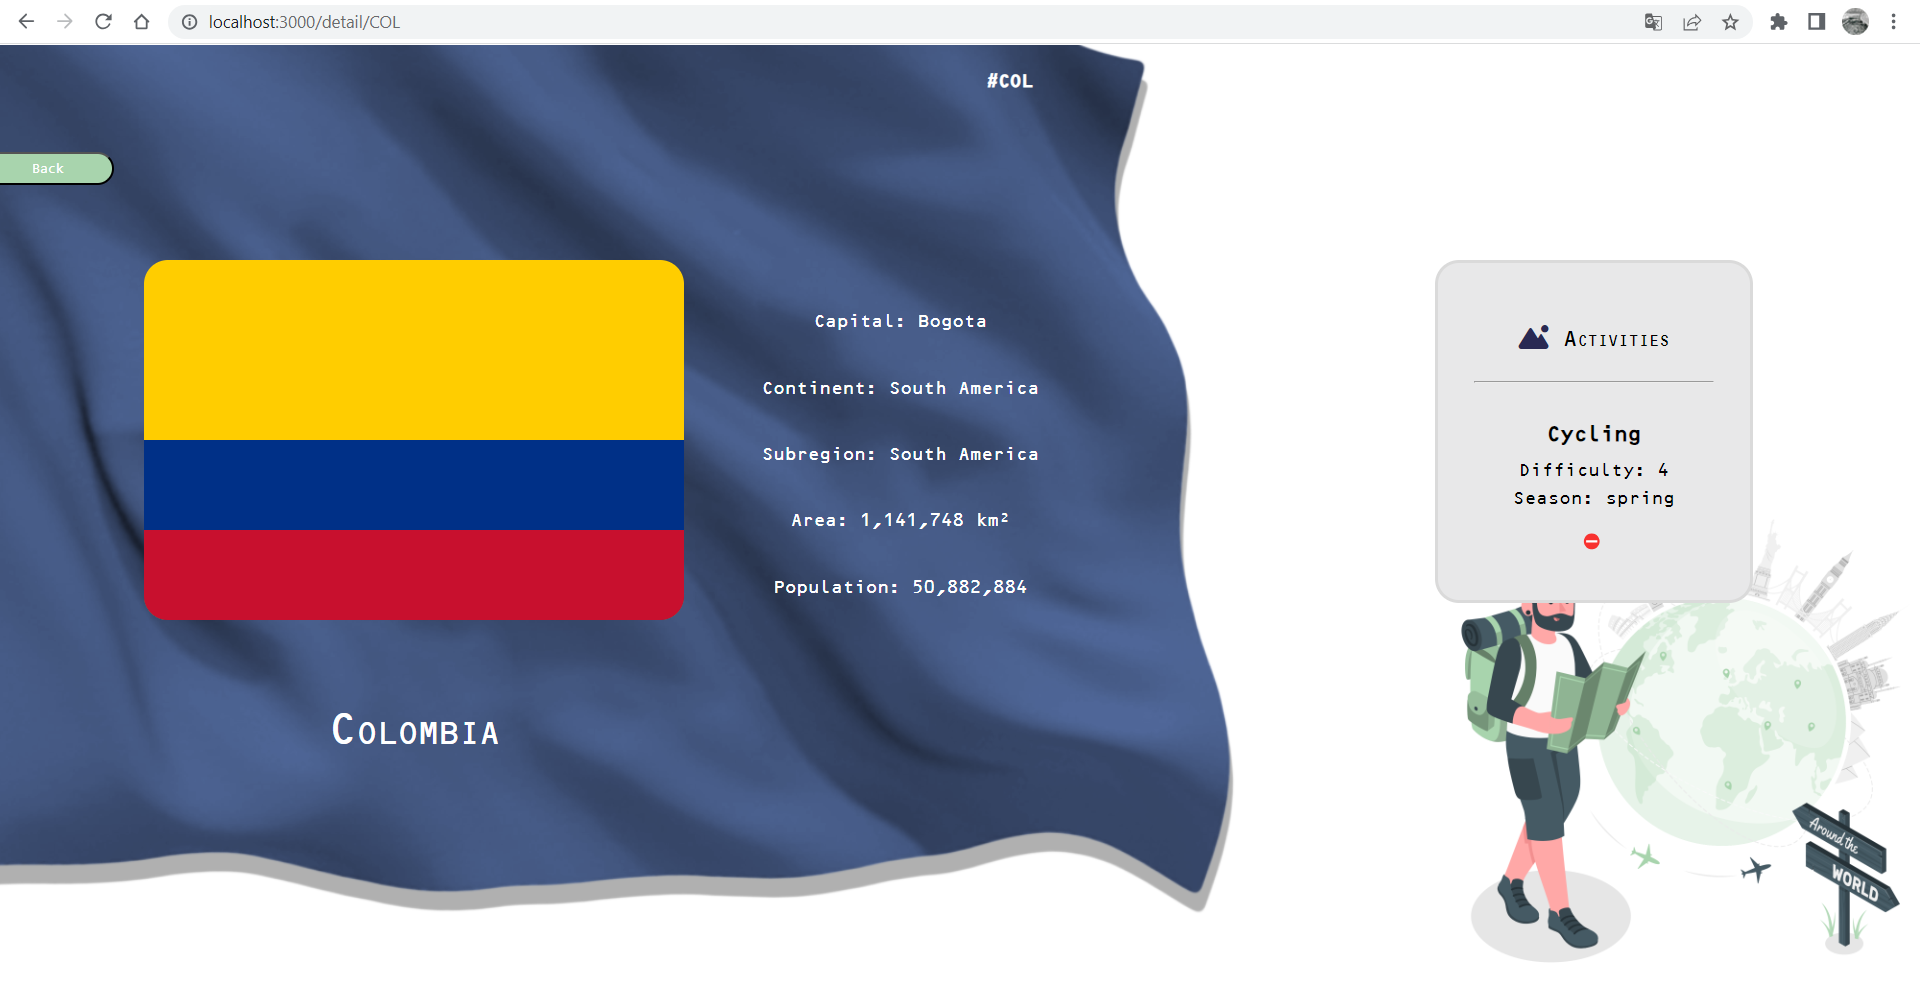 localhost:3000/detail/COL
#COL
Back
Capital: Bogota
Continent: South America
Subregion: South America
Area: 1,141,748 km²
Population: 50,882,884
Colombia
Activities
Cycling
Difficulty: 4
Season: spring
Around the
WORLD